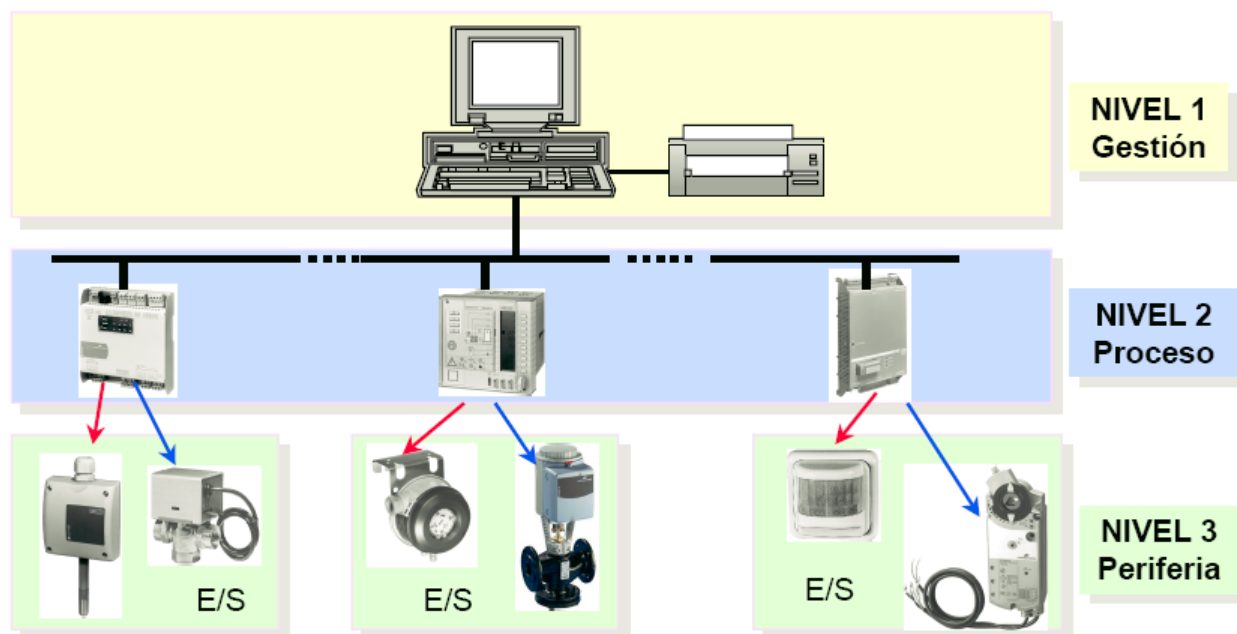 NIVEL 1
Gestión
NIVEL 2
Proceso
E/S
E/S
E/S
NIVEL 3
Periferia